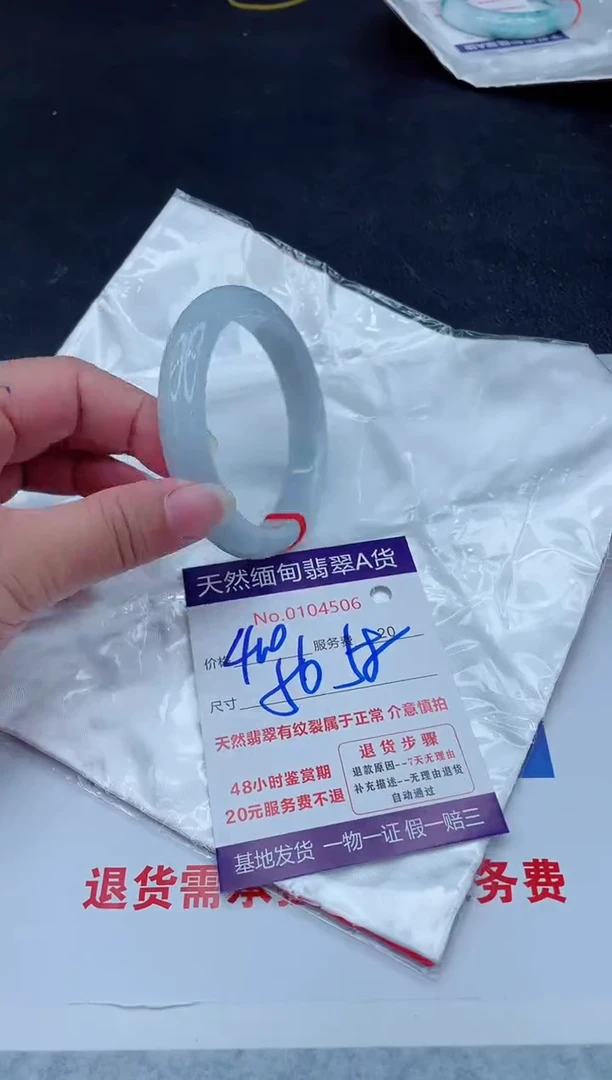 天然缅甸翡翠A货
No.0104506
服务费 20
58
尺寸
天然翡翠有纹裂属于正常 介意慎拍
48小时鉴赏期
20元服务费不退
退货步骤
退款原因--7天无理由
补充描述--无理由退货
自动通过
基地发货 一物一证 假一赔三
退货需承担
务费